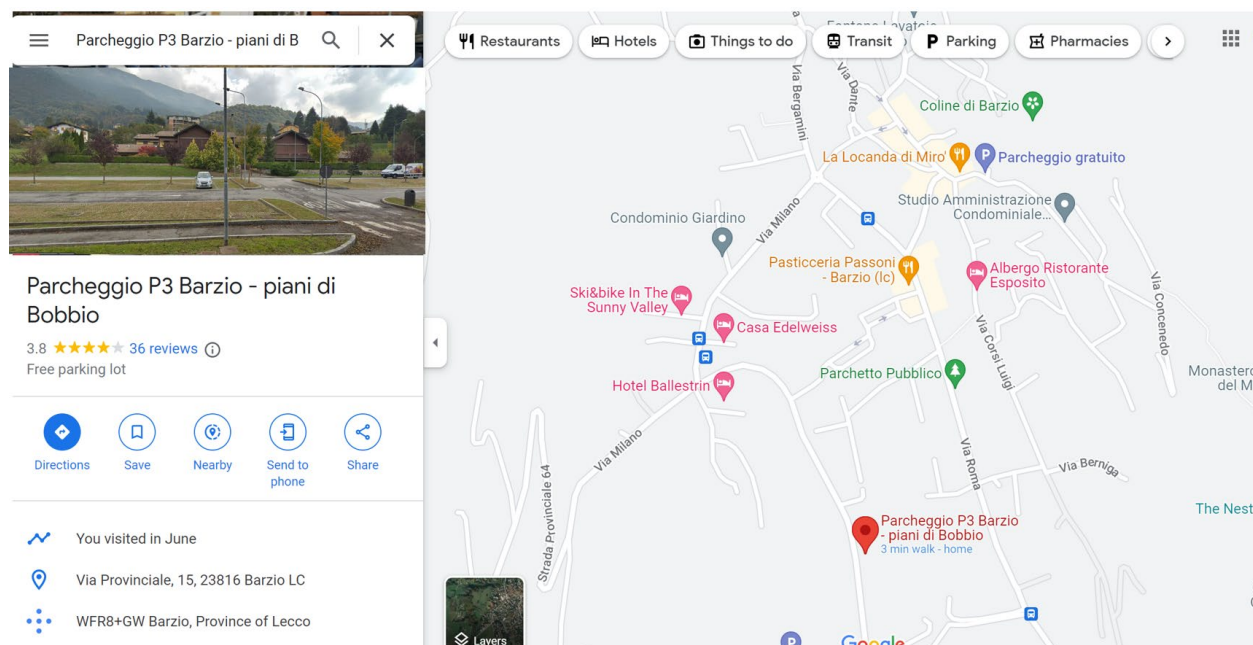 Parcheggio P3 Barzio - piani di B
Restaurants
Hotels
Things to do
Transit
Parking
Pharmacies
Parcheggio P3 Barzio - piani di
Bobbio
3.8
36 reviews
Free parking lot
Directions
Save
Nearby
Send to
phone
Share
You visited in June
Via Provinciale, 15, 23816 Barzio LC
WFR8+GW Barzio, Province of Lecco
Via Bergamini
Via Dante
Coline di Barzio
La Locanda di Miro'
P
Parcheggio gratuito
Studio Amministrazione
Condominiale...
Condominio Giardino
Via Milano
Pasticceria Passoni
- Barzio (lc)
Albergo Ristorante
Esposito
Via Concenedo
Ski&bike In The
Sunny Valley
Casa Edelweiss
Via Corsi Luigi
Parchetto Pubblico
Hotel Ballestrin
del M
Via Milano
Strada Provinciale 64
Via Roma
Via Berniga
The Nest
Parcheggio P3 Barzio
- piani di Bobbio
3 min walk - home
Layers
P
Google